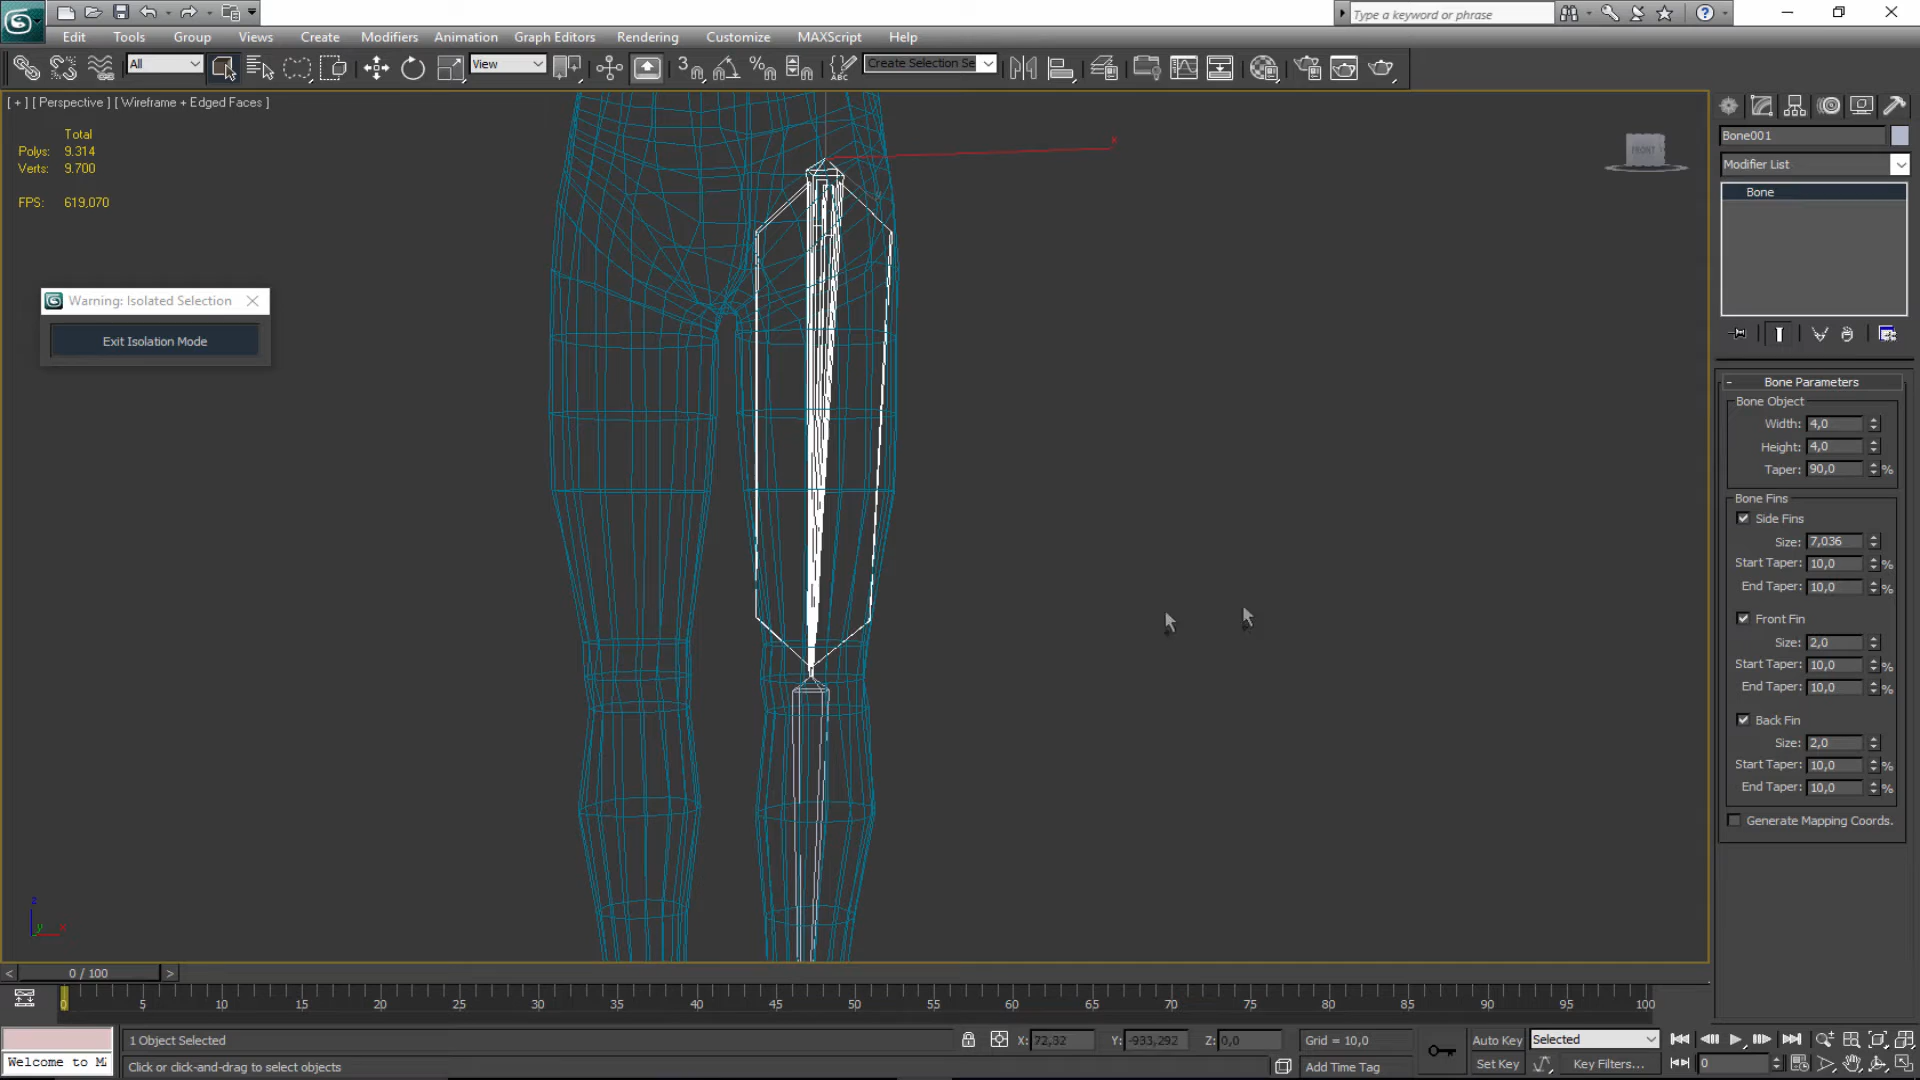 Type a keyword or phrase
Edit Tools Group Views Create Modifiers Animation Graph Editors Rendering Customize MAXScript Help
All View Create Selection Se
[ + ] [ Perspective ] [ Wireframe + Edged Faces ]
Total
Polys: 9.314
Verts: 9.700
FPS: 619,070
Warning: Isolated Selection
Exit Isolation Mode
FRONT
x
Bone001
Modifier List
Bone
Bone Parameters
Bone Object
Width: 4,0
Height: 4,0
Taper: 90,0 %
Bone Fins
Side Fins
Size: 7,036
Start Taper: 10,0 %
End Taper: 10,0 %
Front Fin
Size: 2,0
Start Taper: 10,0 %
End Taper: 10,0 %
Back Fin
Size: 2,0
Start Taper: 10,0 %
End Taper: 10,0 %
Generate Mapping Coords.
z
y x
< 0 / 100 >
0 5 10 15 20 25 30 35 40 45 50 55 60 65 70 75 80 85 90 95 100
1 Object Selected
X: 72,32 Y: -933,292 Z: 0,0 Grid = 10,0
Auto Key Selected
Welcome to M
Click or click-and-drag to select objects
Add Time Tag
Set Key Key Filters... 0